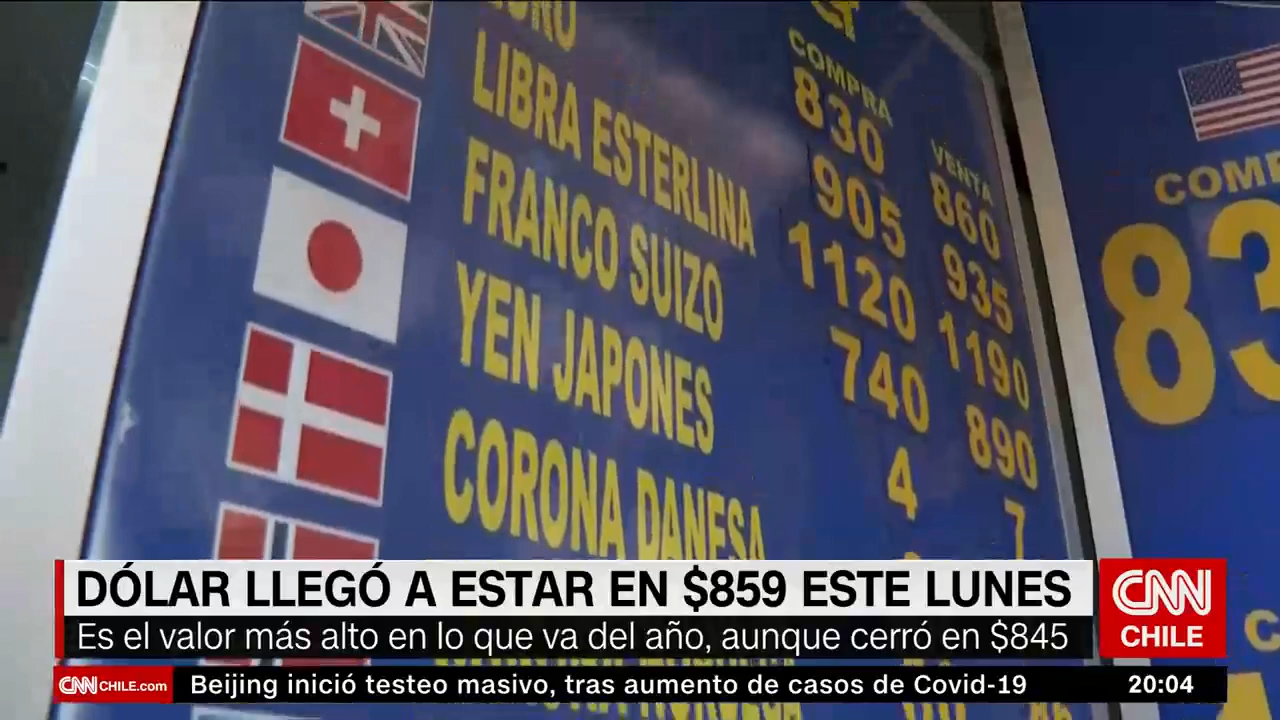 COMPRA VENTA
830 860
905 935
LIBRA ESTERLINA 1120 1190
FRANCO SUIZO 740 890
YEN JAPONES 4 7
CORONA DANESA
DÓLAR LLEGÓ A ESTAR EN $859 ESTE LUNES
Es el valor más alto en lo que va del año, aunque cerró en $845
CNN CHILE
CNNCHILE.com Beijing inició testeo masivo, tras aumento de casos de Covid-19 20:04